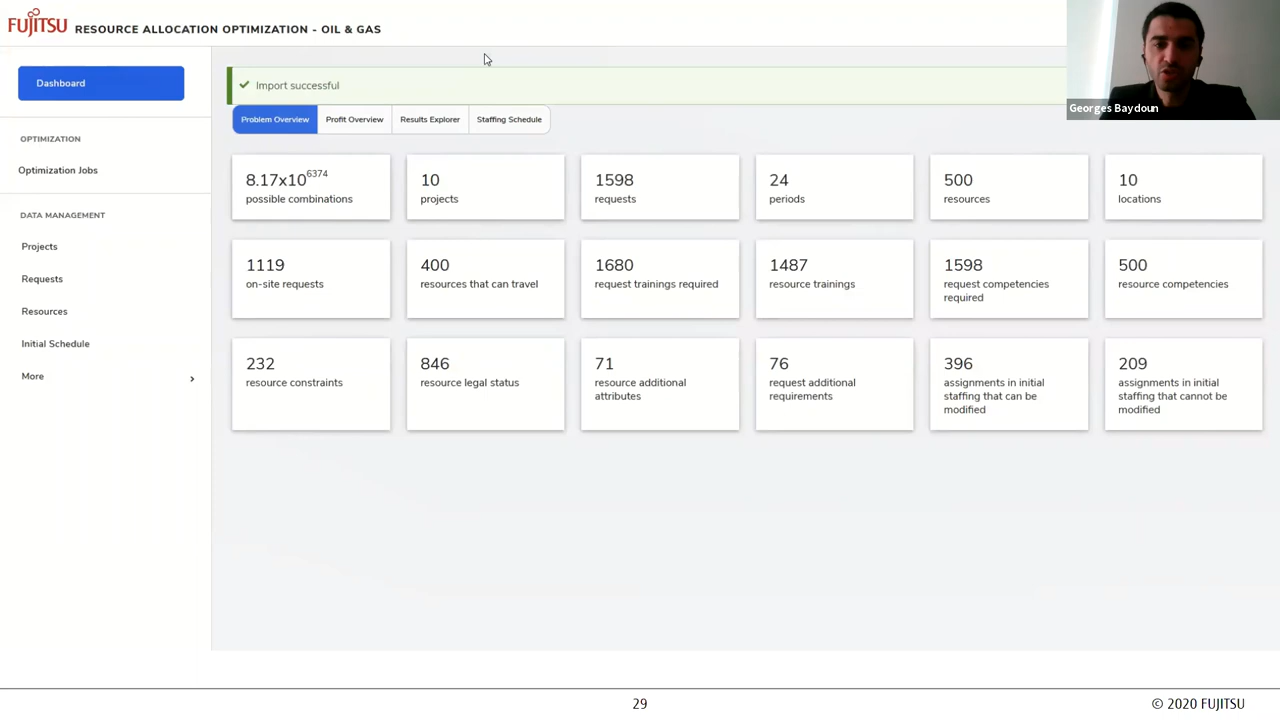 FUJITSU
RESOURCE ALLOCATION OPTIMIZATION - OIL & GAS
Georges Baydoun
Dashboard
OPTIMIZATION
Optimization Jobs
DATA MANAGEMENT
Projects
Requests
Resources
Initial Schedule
More
Import successful
Problem Overview
Profit Overview
Results Explorer
Staffing Schedule
8.17x10^6374
possible combinations
10
projects
1598
requests
24
periods
500
resources
10
locations
1119
on-site requests
400
resources that can travel
1680
request trainings required
1487
resource trainings
1598
request competencies
required
500
resource competencies
232
resource constraints
846
resource legal status
71
resource additional
attributes
76
request additional
requirements
396
assignments in initial
staffing that can be
modified
209
assignments in initial
staffing that cannot be
modified
29
© 2020 FUJITSU